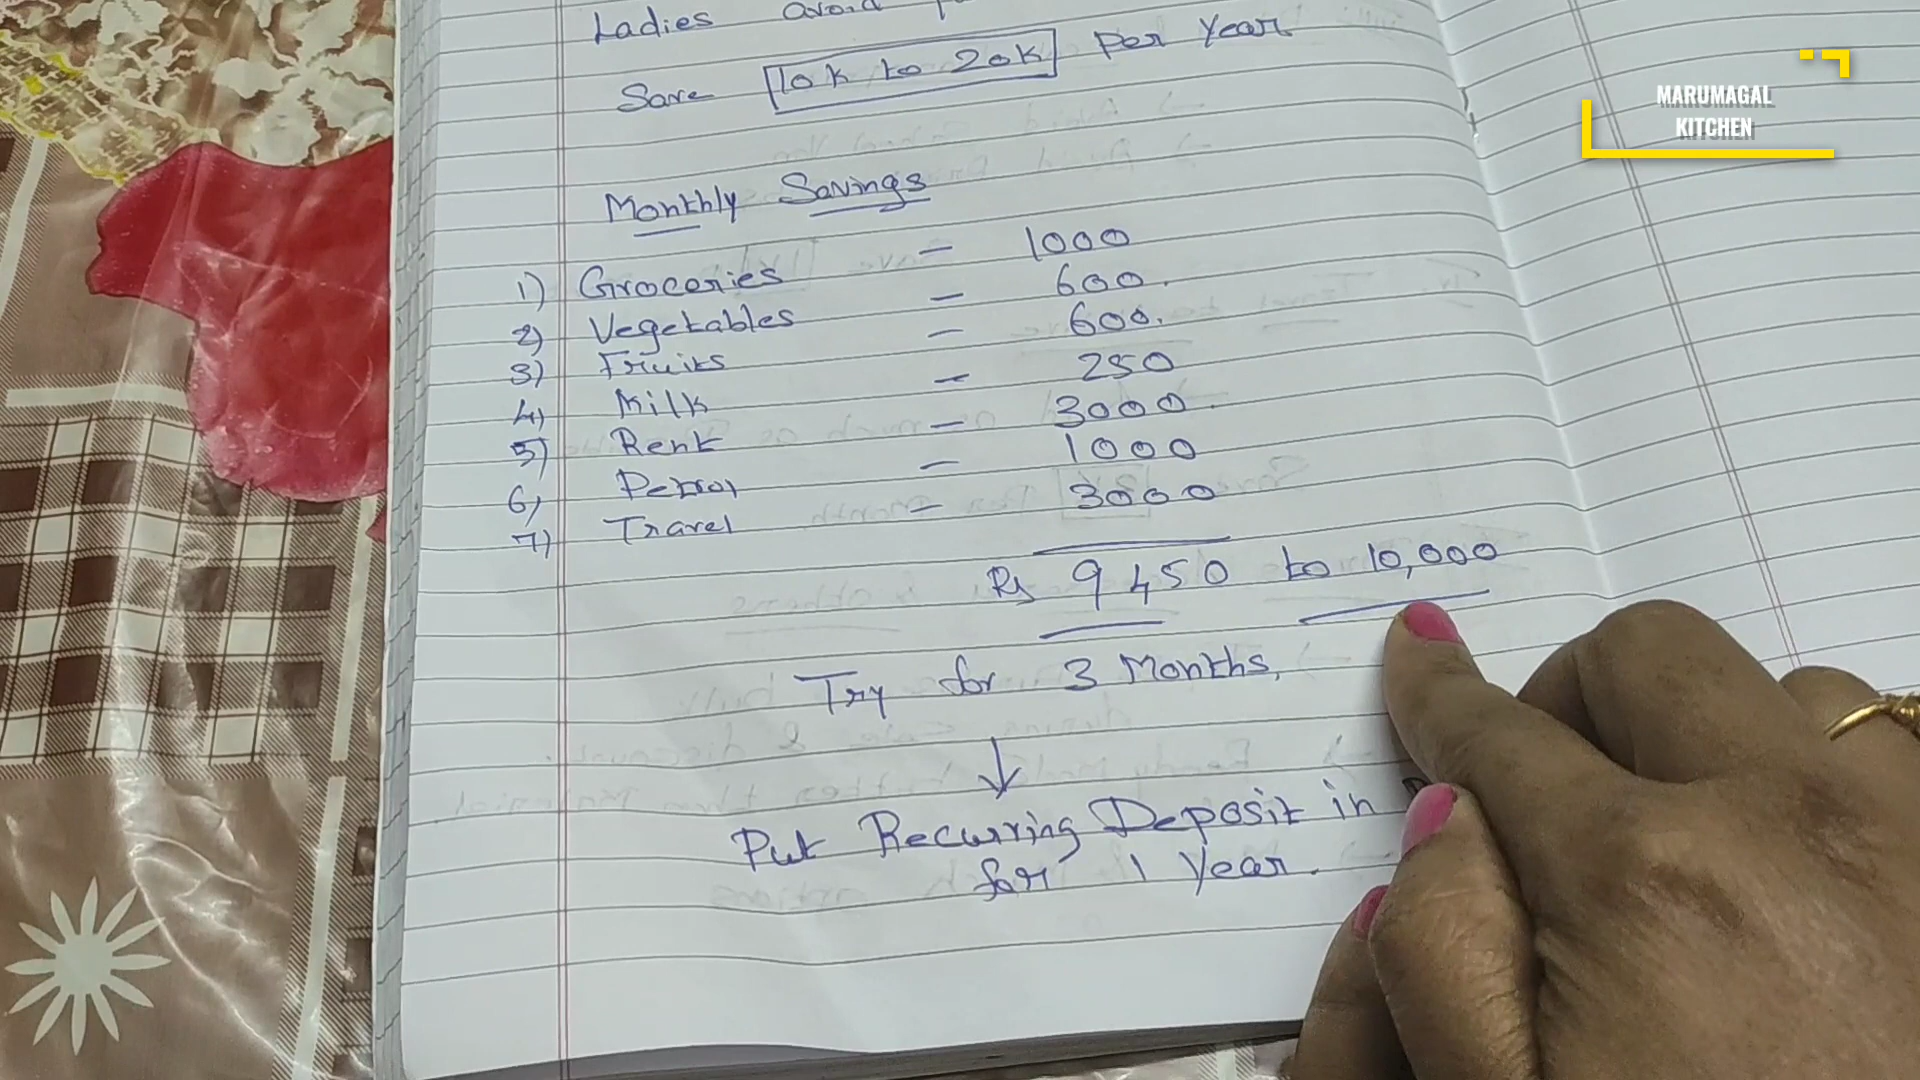 Ladies avoid
Save 10k to 20k per year
Monthly Savings
1) Groceries - 1000
2) Vegetables - 600.
3) Fruits - 600.
4) Milk - 250
5) Rent - 3000.
6) Petrol - 1000
7) Travel - 3000
Rs 9450 to 10,000
Try for 3 Months.
↓
Put Recurring Deposit in
for 1 year.
MARUMAGAL
KITCHEN